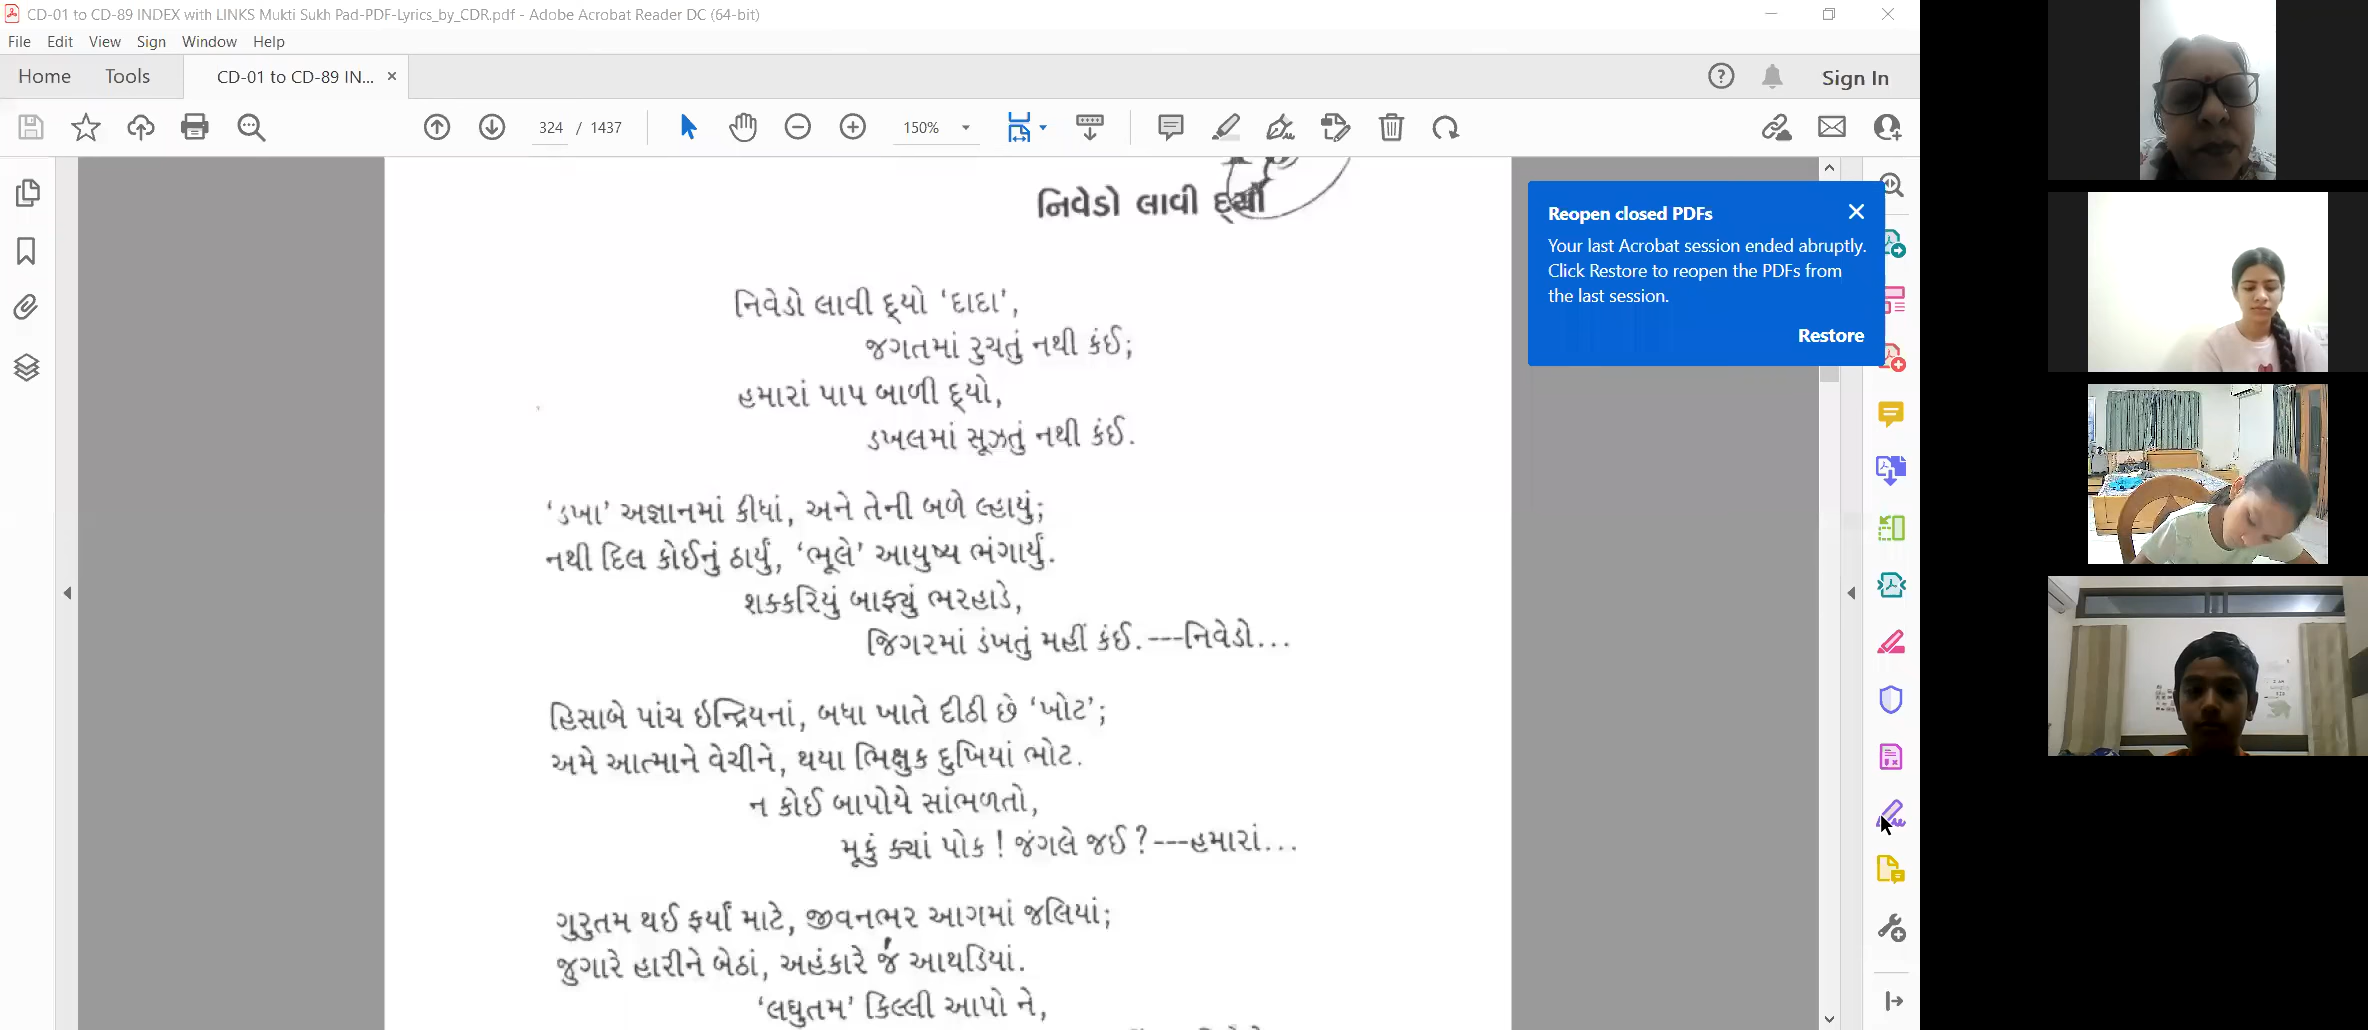 CD-01 to CD-89 INDEX with LINKS Mukti Sukh Pad-PDF-Lyrics_by_CDR.pdf - Adobe Acrobat Reader DC (64-bit)
File Edit View Sign Window Help
Home Tools CD-01 to CD-89 IN... × Sign In
324 / 1437 150%
નિવેડો લાવી દ્યો
Reopen closed PDFs
Your last Acrobat session ended abruptly.
Click Restore to reopen the PDFs from
the last session.
Restore
નિવેડો લાવી દ્યો ‘દાદા’,
જગતમાં રુચતું નથી કંઈ;
હમારાં પાપ બાળી દ્યો,
ડખલમાં સૂઝતું નથી કંઈ.
‘ડખા’ અજ્ઞાનમાં કીધાં, અને તેની બળે લ્હાયું;
નથી દિલ કોઈનું ઠાર્યું, ‘ભૂલે’ આયુષ્ય ભંગાર્યું.
શક્કરિયું બાફ્યું ભરહાડે,
જિગરમાં ડંખતું મહીં કંઈ.---નિવેડો...
હિસાબે પાંચ ઇન્દ્રિયનાં, બધા ખાતે દીઠી છે ‘ખોટ’;
અમે આત્માને વેચીને, થયા ભિક્ષુક દુખિયાં ભોટ.
ન કોઈ બાપોયે સાંભળતો,
મૂકું ક્યાં પોક ! જંગલે જઈ ?---હમારાં...
ગુરુતમ થઈ ફર્યાં માટે, જીવનભર આગમાં જલિયાં;
જુગારે હારીને બેઠાં, અહંકારે જ આથડિયાં.
‘લઘુતમ’ કિલ્લી આપો ને,